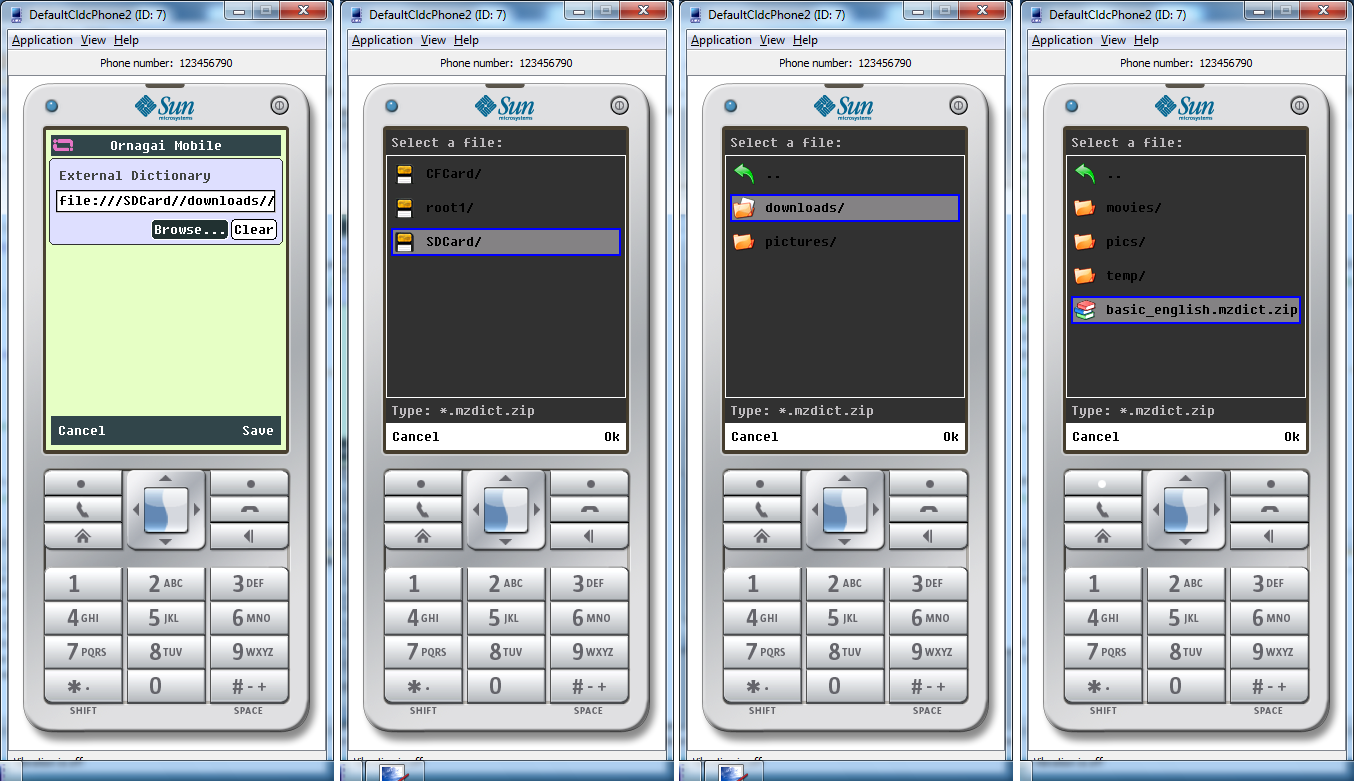 DefaultCldcPhone2 (ID: 7)
Application View Help
Phone number: 123456790
Sun
microsystems
Ornagai Mobile
External Dictionary
file:///SDCard//downloads//
Browse... Clear
Cancel Save
1 2 ABC 3 DEF
4 GHI 5 JKL 6 MNO
7 PQRS 8 TUV 9 WXYZ
* . 0 # - +
SHIFT SPACE
DefaultCldcPhone2 (ID: 7)
Application View Help
Phone number: 123456790
Sun
microsystems
Select a file:
CFCard/
root1/
SDCard/
Type: *.mzdict.zip
Cancel Ok
1 2 ABC 3 DEF
4 GHI 5 JKL 6 MNO
7 PQRS 8 TUV 9 WXYZ
* . 0 # - +
SHIFT SPACE
DefaultCldcPhone2 (ID: 7)
Application View Help
Phone number: 123456790
Sun
microsystems
Select a file:
..
downloads/
pictures/
Type: *.mzdict.zip
Cancel Ok
1 2 ABC 3 DEF
4 GHI 5 JKL 6 MNO
7 PQRS 8 TUV 9 WXYZ
* . 0 # - +
SHIFT SPACE
DefaultCldcPhone2 (ID: 7)
Application View Help
Phone number: 123456790
Sun
microsystems
Select a file:
..
movies/
pics/
temp/
basic_english.mzdict.zip
Type: *.mzdict.zip
Cancel Ok
1 2 ABC 3 DEF
4 GHI 5 JKL 6 MNO
7 PQRS 8 TUV 9 WXYZ
* . 0 # - +
SHIFT SPACE